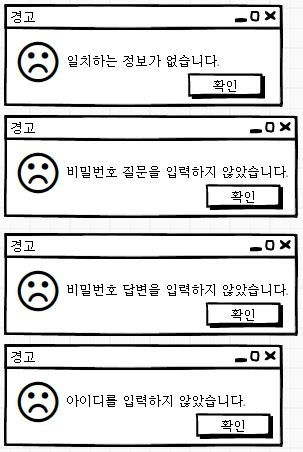 경고
일치하는 정보가 없습니다.
확인
경고
비밀번호 질문을 입력하지 않았습니다.
확인
경고
비밀번호 답변을 입력하지 않았습니다.
확인
경고
아이디를 입력하지 않았습니다.
확인